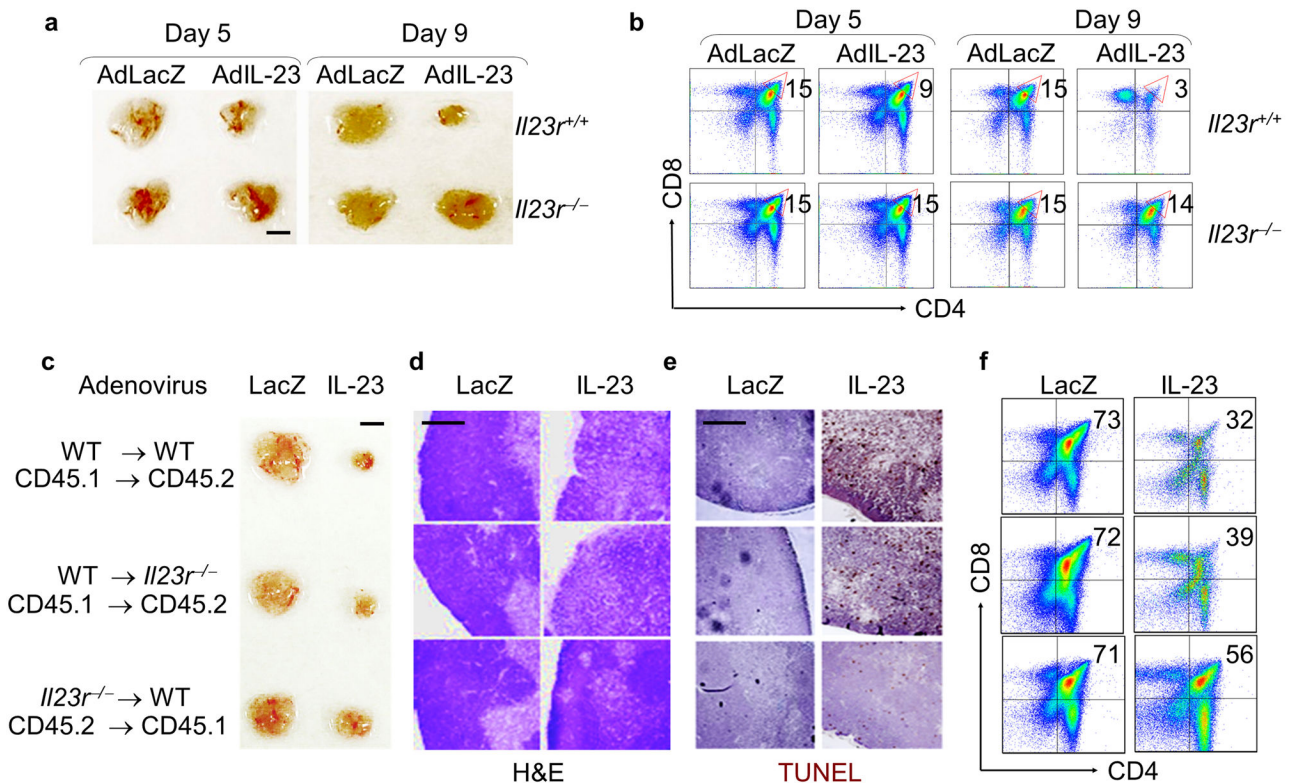 a
Day 5 Day 9
AdLacZ AdIL-23 AdLacZ AdIL-23
Il23r+/+
Il23r−/−
b
Day 5 Day 9
AdLacZ AdIL-23 AdLacZ AdIL-23
15 9 15 3
Il23r+/+
15 15 15 14
Il23r−/−
CD8
CD4
c
Adenovirus LacZ IL-23
WT → WT
CD45.1 → CD45.2
WT → Il23r−/−
CD45.1 → CD45.2
Il23r−/− → WT
CD45.2 → CD45.1
d
LacZ IL-23
H&E
e
LacZ IL-23
TUNEL
f
LacZ IL-23
73 32
72 39
71 56
CD8
CD4